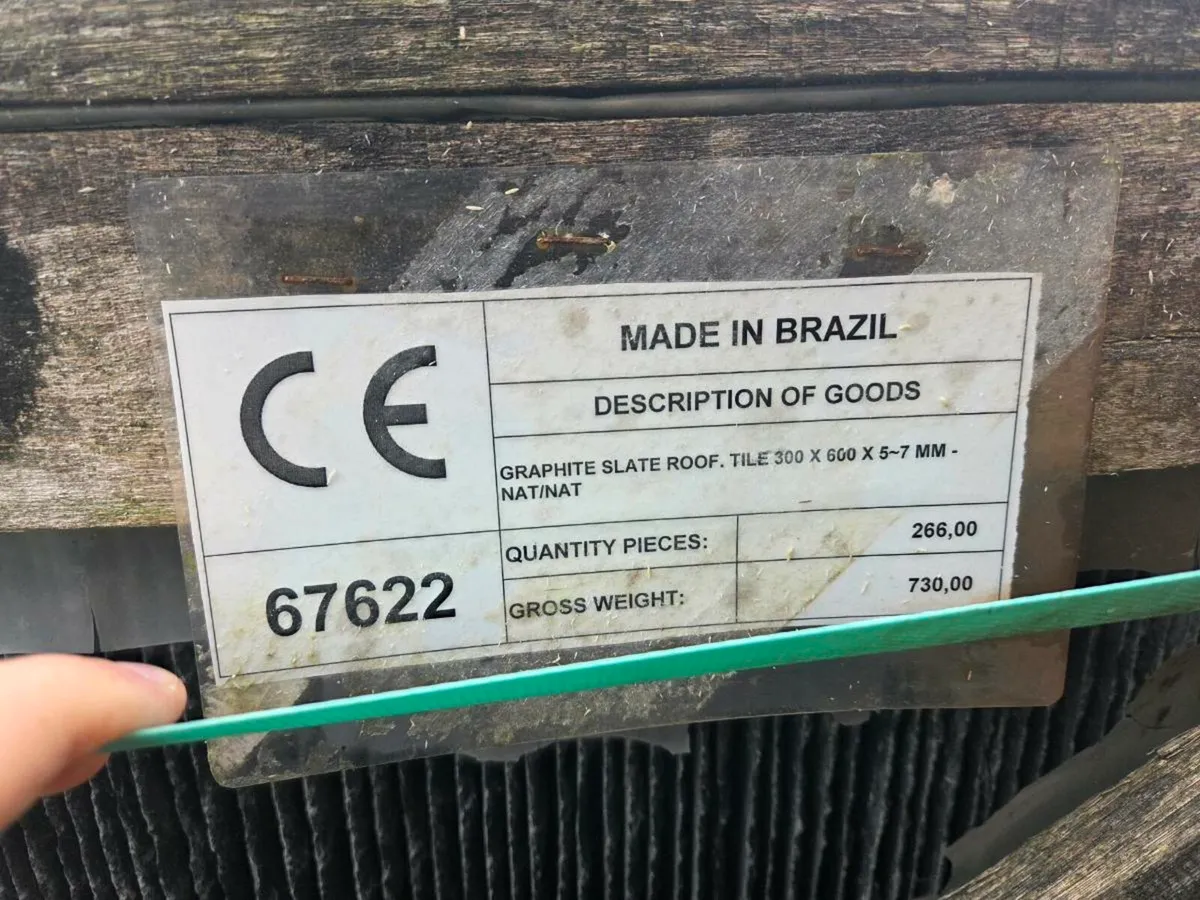 CE
67622
MADE IN BRAZIL
DESCRIPTION OF GOODS
GRAPHITE SLATE ROOF. TILE 300 X 600 X 5~7 MM -
NAT/NAT
QUANTITY PIECES: 266,00
GROSS WEIGHT: 730,00